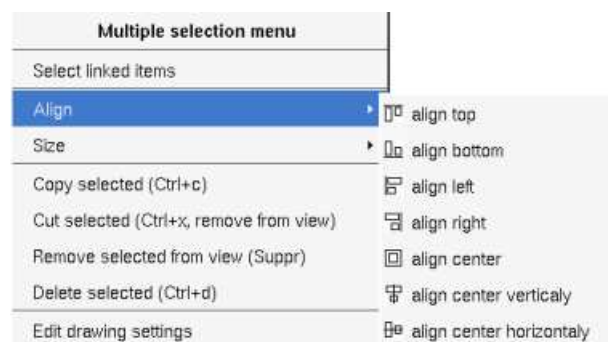 Multiple selection menu
Select linked items
Align
Size
Copy selected (Ctrl+c)
Cut selected (Ctrl+x, remove from view)
Remove selected from view (Suppr)
Delete selected (Ctrl+d)
Edit drawing settings
align top
align bottom
align left
align right
align center
align center verticaly
align center horizontaly